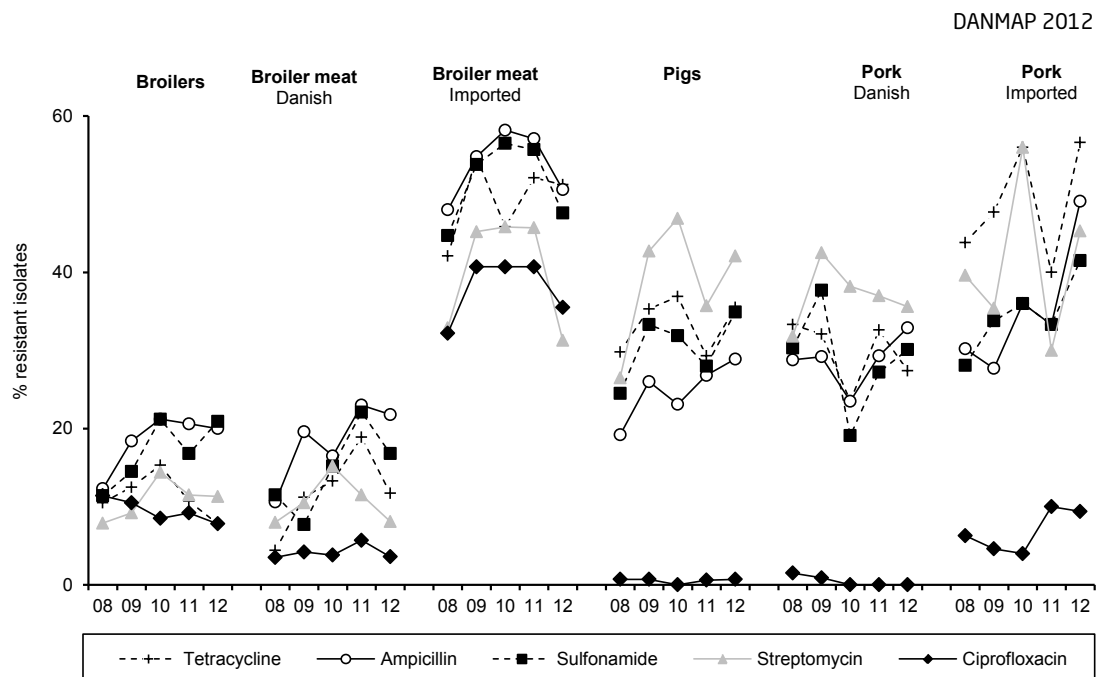 DANMAP 2012
Broilers
Broiler meat
Danish
Broiler meat
Imported
Pigs
Pork
Danish
Pork
Imported
% resistant isolates
60
40
20
0
08 09 10 11 12 08 09 10 11 12 08 09 10 11 12 08 09 10 11 12 08 09 10 11 12 08 09 10 11 12
Tetracycline Ampicillin Sulfonamide Streptomycin Ciprofloxacin